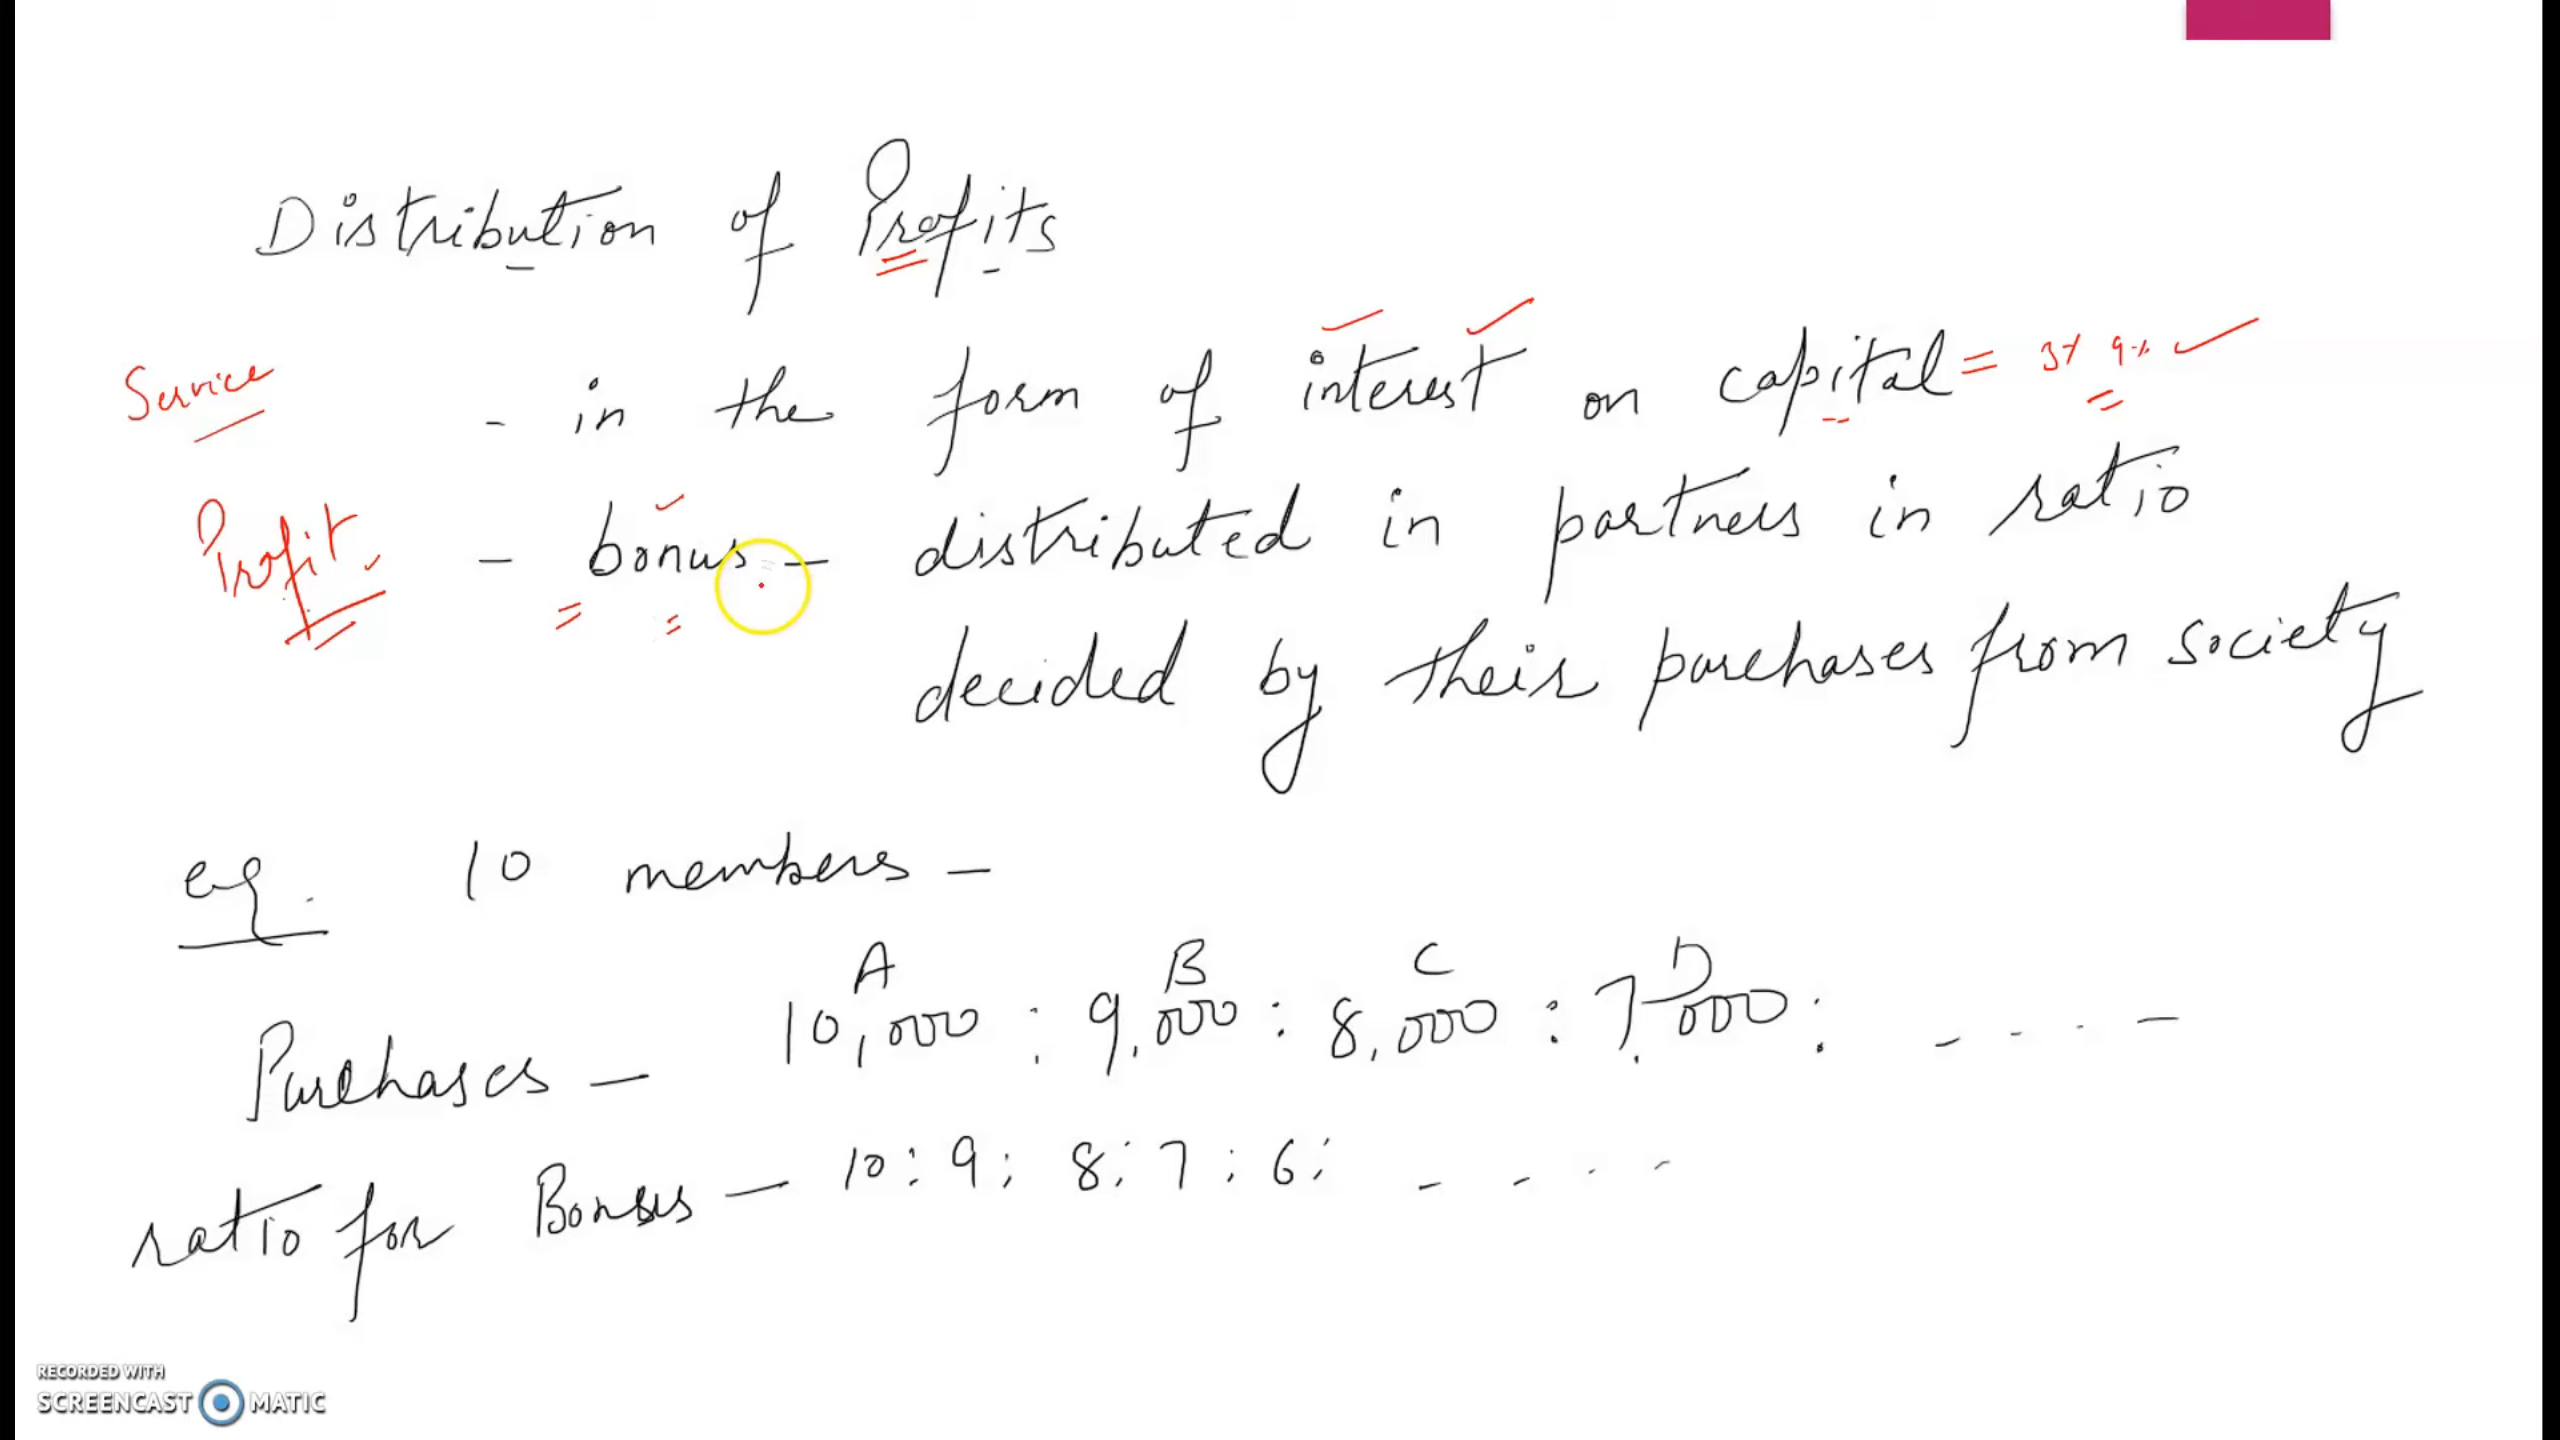 Distribution of Profits
Service - in the form of interest on capital = 3% 9%
Profit - bonus - distributed in partners in ratio
decided by their purchases from society
eg. 10 members -
A B C D
Purchases - 10,000 : 9,000 : 8,000 : 7,000 : - - - -
ratio for Bonus - 10 : 9 : 8 : 7 : 6 : - - - -
RECORDED WITH
SCREENCAST MATIC